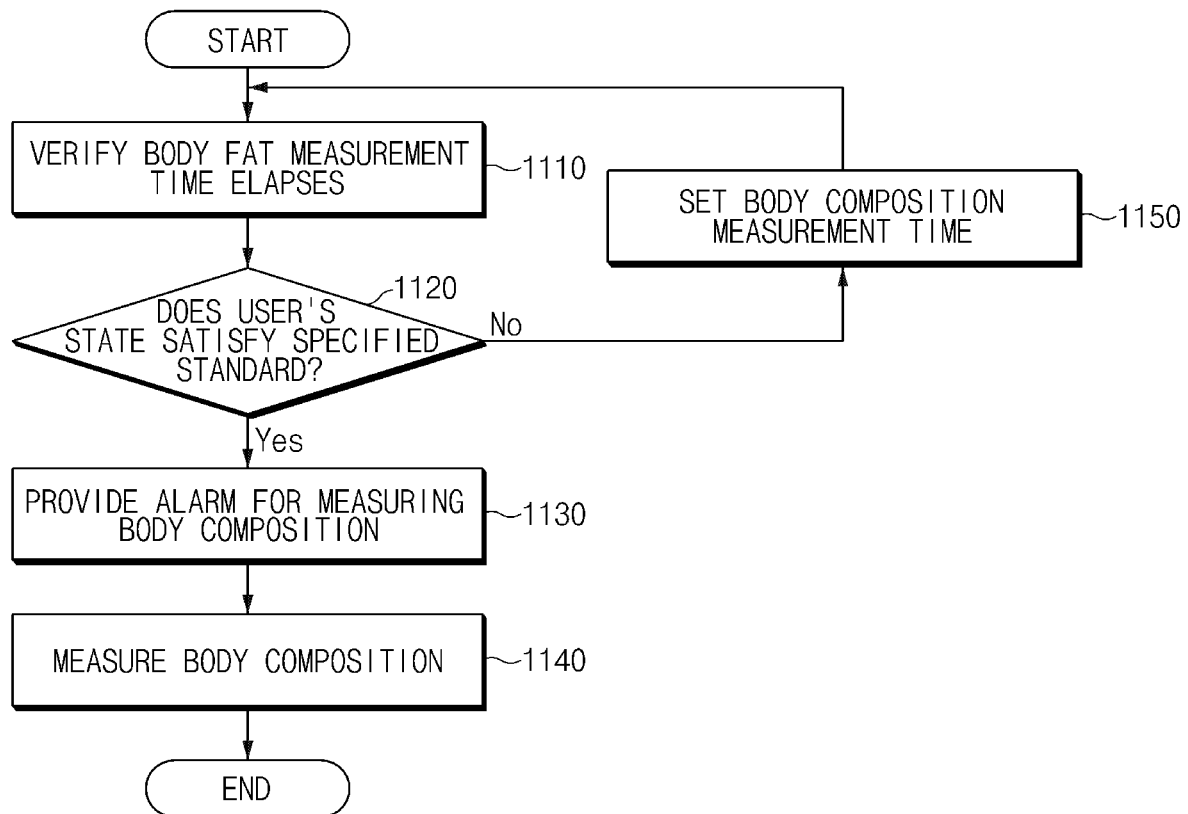 START
VERIFY BODY FAT MEASUREMENT
TIME ELAPSES
1110
SET BODY COMPOSITION
MEASUREMENT TIME
1150
1120
DOES USER'S
STATE SATISFY SPECIFIED
STANDARD?
No
Yes
PROVIDE ALARM FOR MEASURING
BODY COMPOSITION
1130
MEASURE BODY COMPOSITION
1140
END